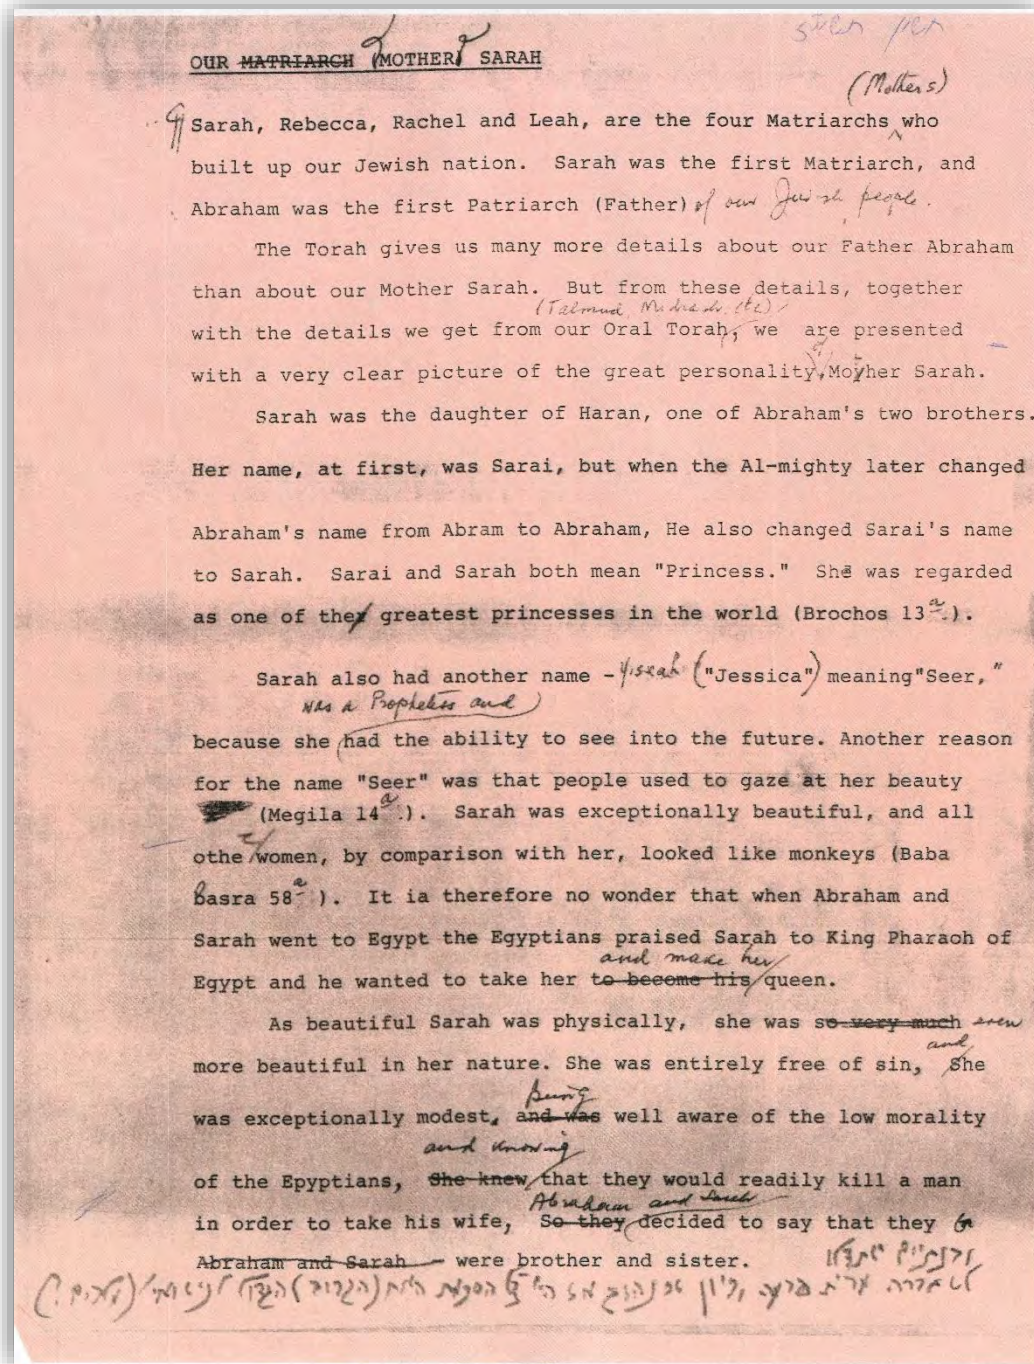 OUR MATRIARCH (MOTHER) SARAH
(Mothers)
Sarah, Rebecca, Rachel and Leah, are the four Matriarchs who
built up our Jewish nation. Sarah was the first Matriarch, and
Abraham was the first Patriarch (Father) of our Jewish people.
The Torah gives us many more details about our Father Abraham
than about our Mother Sarah. But from these details, together
(Talmud, Midrash, etc)
with the details we get from our Oral Torah, we are presented
of
with a very clear picture of the great personality, Moyher Sarah.
Sarah was the daughter of Haran, one of Abraham's two brothers.
Her name, at first, was Sarai, but when the Al-mighty later changed
Abraham's name from Abram to Abraham, He also changed Sarai's name
to Sarah. Sarai and Sarah both mean "Princess." She was regarded
as one of they greatest princesses in the world (Brochos 13a.).
Sarah also had another name - Yiscah ("Jessica") meaning "Seer,"
was a Prophetess and
because she had the ability to see into the future. Another reason
for the name "Seer" was that people used to gaze at her beauty
(Megila 14a.). Sarah was exceptionally beautiful, and all
other women, by comparison with her, looked like monkeys (Baba
Basra 58a ). It ia therefore no wonder that when Abraham and
Sarah went to Egypt the Egyptians praised Sarah to King Pharaoh of
and make her
Egypt and he wanted to take her to become his queen.
As beautiful Sarah was physically, she was so very much even
and
more beautiful in her nature. She was entirely free of sin, She
being
was exceptionally modest, and was well aware of the low morality
and knowing
of the Epyptians, She knew that they would readily kill a man
Abraham and Sarah
in order to take his wife, So they decided to say that they
Abraham and Sarah were brother and sister.